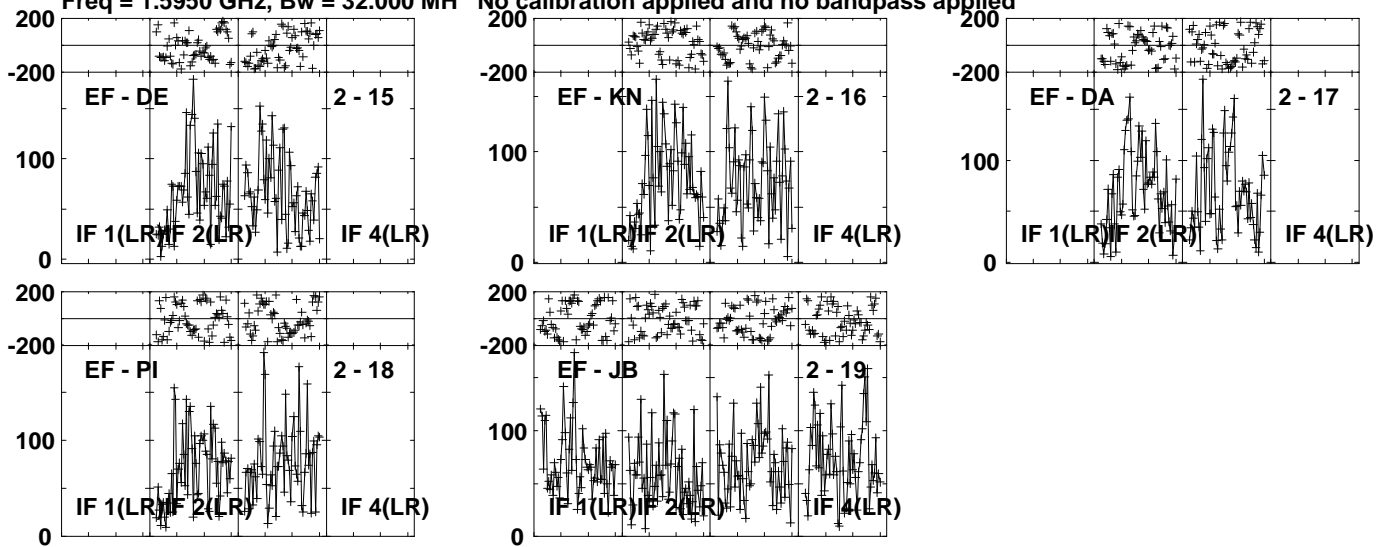 Freq = 1.5950 GHz, Bw = 32.000 MH No calibration applied and no bandpass applied
200
-200
EF - DE 2 - 15
100
IF 1(LR) IF 2(LR) IF 4(LR)
0
200
-200
EF - KN 2 - 16
100
IF 1(LR) IF 2(LR) IF 4(LR)
0
200
-200
EF - DA 2 - 17
100
IF 1(LR) IF 2(LR) IF 4(LR)
0
200
-200
EF - PI 2 - 18
100
IF 1(LR) IF 2(LR) IF 4(LR)
0
200
-200
EF - JB 2 - 19
100
IF 1(LR) IF 2(LR) IF 4(LR)
0